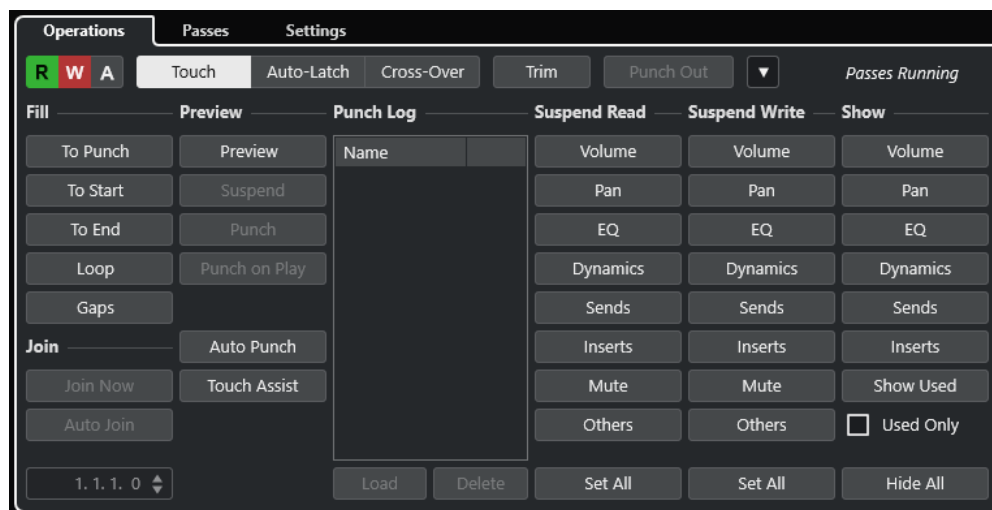 Operations Passes Settings
R W A Touch Auto-Latch Cross-Over Trim Punch Out Passes Running
Fill Preview Punch Log Suspend Read Suspend Write Show
To Punch Preview Name Volume Volume Volume
To Start Suspend Pan Pan Pan
To End Punch EQ EQ EQ
Loop Punch on Play Dynamics Dynamics Dynamics
Gaps Sends Sends Sends
Join Auto Punch Inserts Inserts Inserts
Join Now Touch Assist Mute Mute Show Used
Auto Join Others Others Used Only
1. 1. 1. 0 Load Delete Set All Set All Hide All